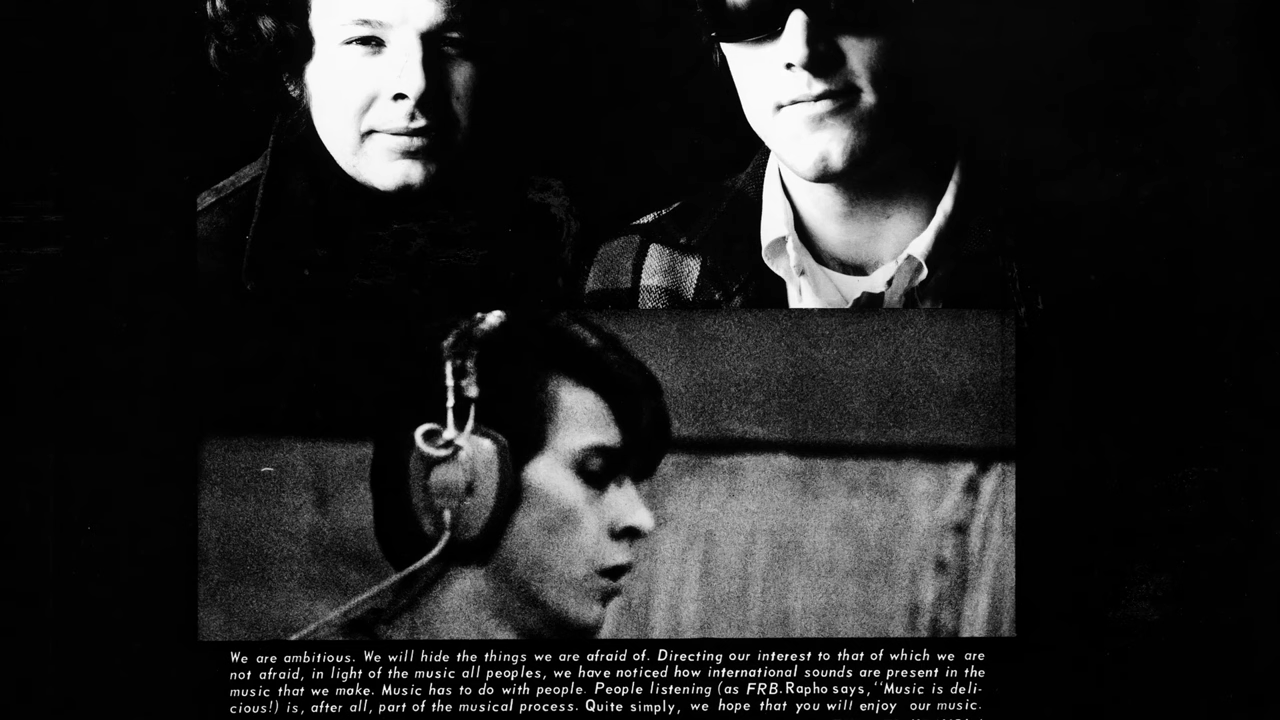 We are ambitious. We will hide the things we are afraid of. Directing our interest to that of which we are
not afraid, in light of the music all peoples, we have noticed how international sounds are present in the
music that we make. Music has to do with people. People listening (as FRB.Rapho says, "Music is deli-
cious!) is, after all, part of the musical process. Quite simply, we hope that you will enjoy our music.